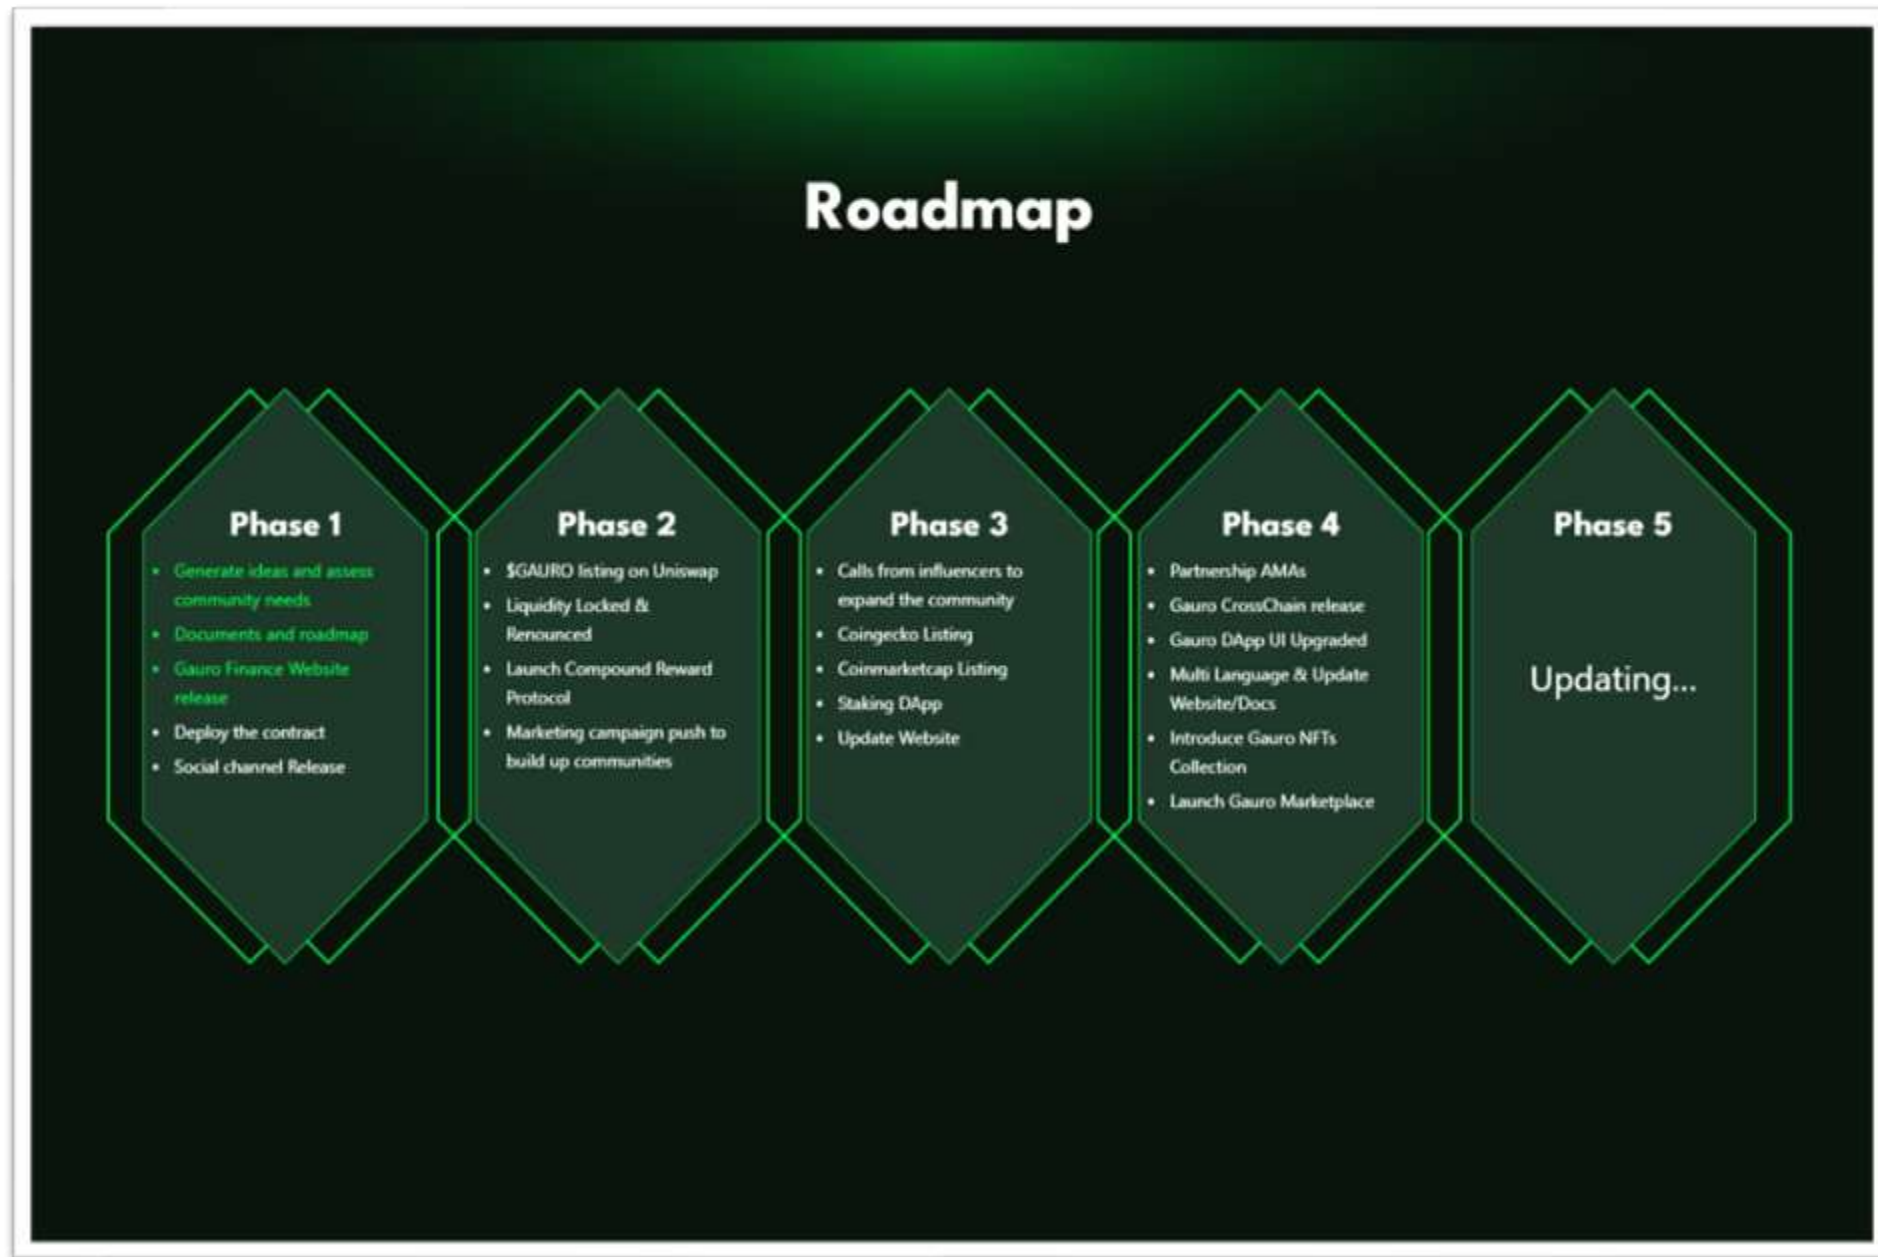 Roadmap
Phase 1
• Generate ideas and assess
community needs
• Documents and roadmap
• Gauro Finance Website
release
• Deploy the contract
• Social channel Release
Phase 2
• $GAURO listing on Uniswap
• Liquidity Locked &
Renounced
• Launch Compound Reward
Protocol
• Marketing campaign push to
build up communities
Phase 3
• Calls from influencers to
expand the community
• Coingecko Listing
• Coinmarketcap Listing
• Staking DApp
• Update Website
Phase 4
• Partnership AMAs
• Gauro CrossChain release
• Gauro DApp UI Upgraded
• Multi Language & Update
Website/Docs
• Introduce Gauro NFTs
Collection
• Launch Gauro Marketplace
Phase 5
Updating...